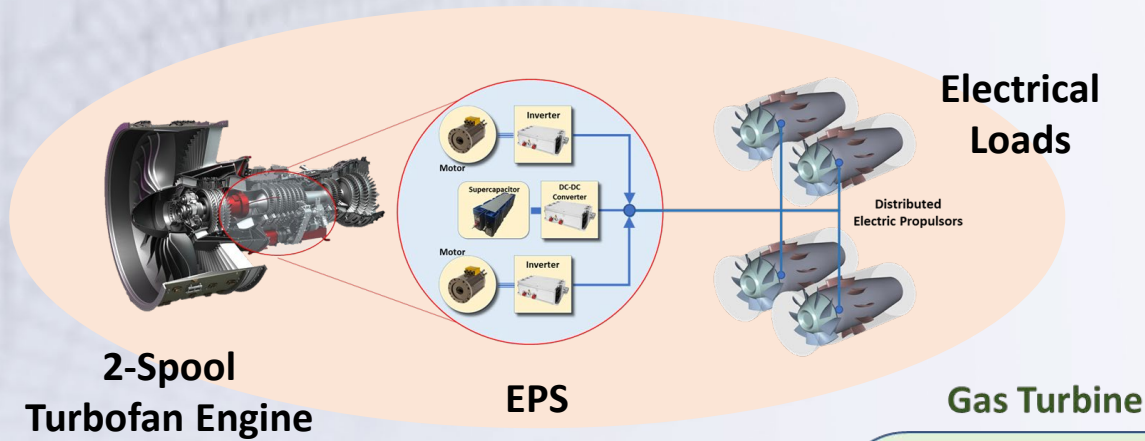 Electrical
Loads
Inverter
Motor
Supercapacitor
DC-DC
Converter
Distributed
Electric Propulsors
Motor
Inverter
2-Spool
Turbofan Engine
EPS
Gas Turbine